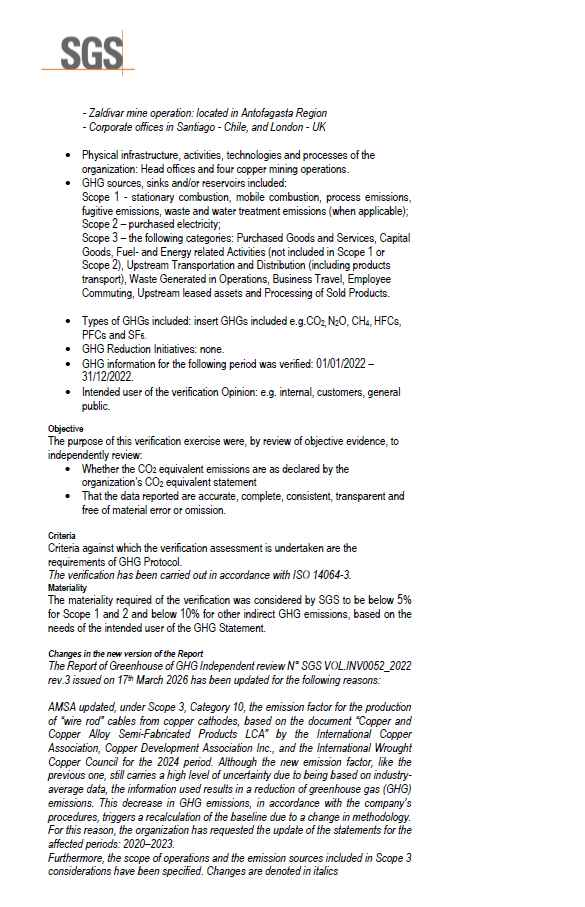 SGS
- Zaldivar mine operation: located in Antofagasta Region
- Corporate offices in Santiago - Chile, and London - UK
• Physical infrastructure, activities, technologies and processes of the
organization: Head offices and four copper mining operations.
• GHG sources, sinks and/or reservoirs included:
Scope 1 - stationary combustion, mobile combustion, process emissions,
fugitive emissions, waste and water treatment emissions (when applicable);
Scope 2 – purchased electricity;
Scope 3 – the following categories: Purchased Goods and Services, Capital
Goods, Fuel- and Energy related Activities (not included in Scope 1 or
Scope 2), Upstream Transportation and Distribution (including products
transport), Waste Generated in Operations, Business Travel, Employee
Commuting, Upstream leased assets and Processing of Sold Products.
• Types of GHGs included: insert GHGs included e.g.CO₂, N₂O, CH₄, HFCs,
PFCs and SF₆.
• GHG Reduction Initiatives: none.
• GHG information for the following period was verified: 01/01/2022 –
31/12/2022.
• Intended user of the verification Opinion: e.g. internal, customers, general
public.
Objective
The purpose of this verification exercise were, by review of objective evidence, to
independently review:
• Whether the CO₂ equivalent emissions are as declared by the
organization's CO₂ equivalent statement
• That the data reported are accurate, complete, consistent, transparent and
free of material error or omission.
Criteria
Criteria against which the verification assessment is undertaken are the
requirements of GHG Protocol.
The verification has been carried out in accordance with ISO 14064-3.
Materiality
The materiality required of the verification was considered by SGS to be below 5%
for Scope 1 and 2 and below 10% for other indirect GHG emissions, based on the
needs of the intended user of the GHG Statement.
Changes in the new version of the Report
The Report of Greenhouse of GHG Independent review N° SGS VOL.INV0052_2022
rev.3 issued on 17th March 2026 has been updated for the following reasons:
AMSA updated, under Scope 3, Category 10, the emission factor for the production
of "wire rod" cables from copper cathodes, based on the document "Copper and
Copper Alloy Semi-Fabricated Products LCA" by the International Copper
Association, Copper Development Association Inc., and the International Wrought
Copper Council for the 2024 period. Although the new emission factor, like the
previous one, still carries a high level of uncertainty due to being based on industry-
average data, the information used results in a reduction of greenhouse gas (GHG)
emissions. This decrease in GHG emissions, in accordance with the company's
procedures, triggers a recalculation of the baseline due to a change in methodology.
For this reason, the organization has requested the update of the statements for the
affected periods: 2020–2023.
Furthermore, the scope of operations and the emission sources included in Scope 3
considerations have been specified. Changes are denoted in italics